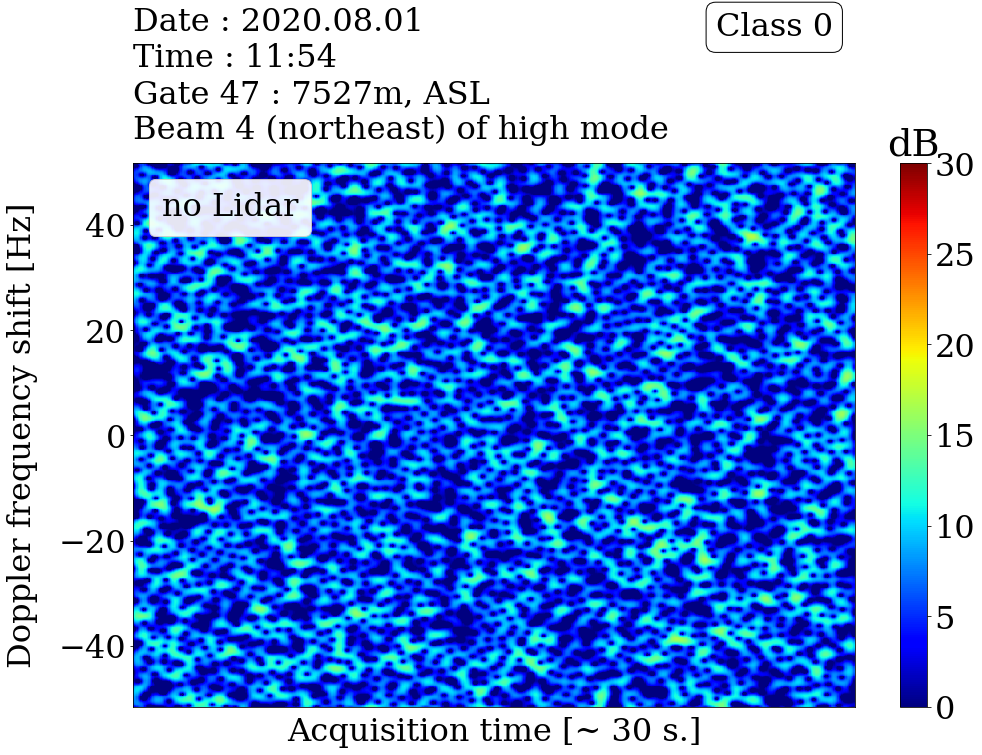 Date : 2020.08.01
Time : 11:54
Gate 47 : 7527m, ASL
Beam 4 (northeast) of high mode
Class 0
dB
no Lidar
Doppler frequency shift [Hz]
40
20
0
−20
−40
30
25
20
15
10
5
0
Acquisition time [~ 30 s.]